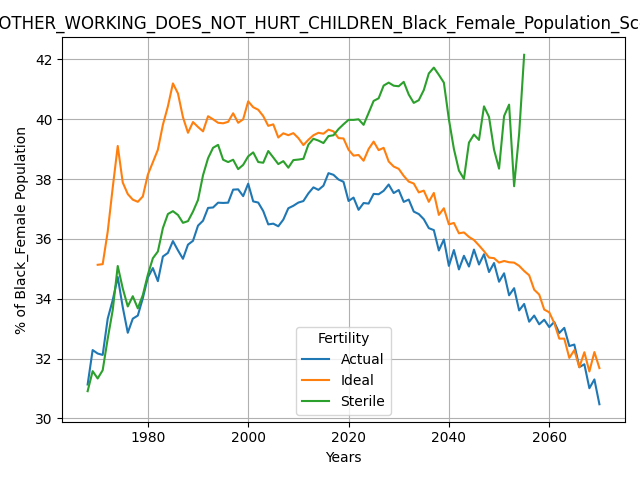 OTHER_WORKING_DOES_NOT_HURT_CHILDREN_Black_Female_Population_Sc
% of Black_Female Population
42
40
38
36
34
32
30
1980 2000 2020 2040 2060
Years
Fertility
Actual
Ideal
Sterile